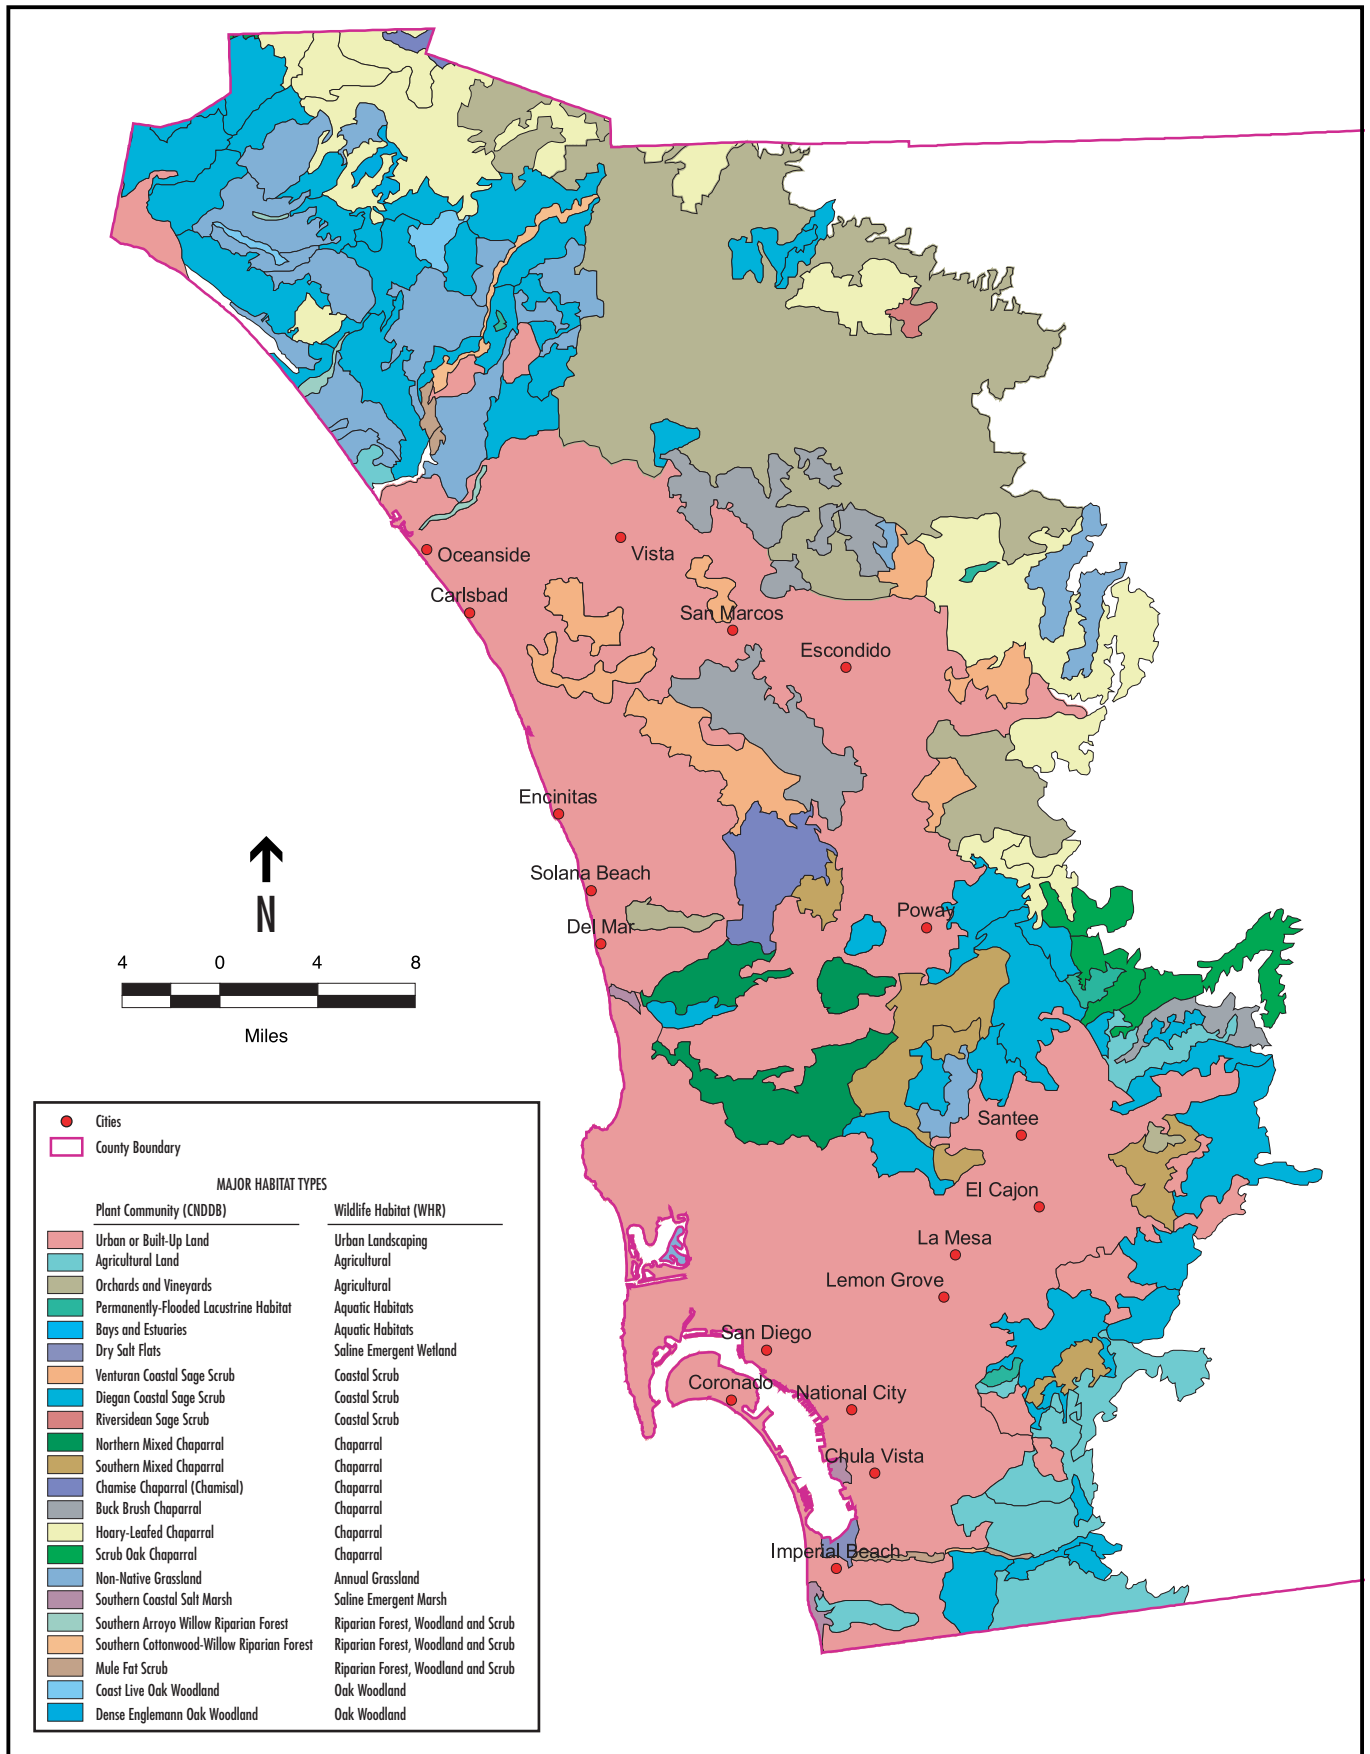 Oceanside
Vista
Carlsbad
San Marcos
Escondido
Encinitas
Solana Beach
Del Mar
Poway
N
4 0 4 8
Miles
Santee
El Cajon
La Mesa
Lemon Grove
San Diego
Coronado
National City
Chula Vista
Imperial Beach
Cities
County Boundary
MAJOR HABITAT TYPES
Plant Community (CNDDB) Wildlife Habitat (WHR)
Urban or Built-Up Land Urban Landscaping
Agricultural Land Agricultural
Orchards and Vineyards Agricultural
Permanently-Flooded Lacustrine Habitat Aquatic Habitats
Bays and Estuaries Aquatic Habitats
Dry Salt Flats Saline Emergent Wetland
Venturan Coastal Sage Scrub Coastal Scrub
Diegan Coastal Sage Scrub Coastal Scrub
Riversidean Sage Scrub Coastal Scrub
Northern Mixed Chaparral Chaparral
Southern Mixed Chaparral Chaparral
Chamise Chaparral (Chamisal) Chaparral
Buck Brush Chaparral Chaparral
Hoary-Leafed Chaparral Chaparral
Scrub Oak Chaparral Chaparral
Non-Native Grassland Annual Grassland
Southern Coastal Salt Marsh Saline Emergent Marsh
Southern Arroyo Willow Riparian Forest Riparian Forest, Woodland and Scrub
Southern Cottonwood-Willow Riparian Forest Riparian Forest, Woodland and Scrub
Mule Fat Scrub Riparian Forest, Woodland and Scrub
Coast Live Oak Woodland Oak Woodland
Dense Englemann Oak Woodland Oak Woodland